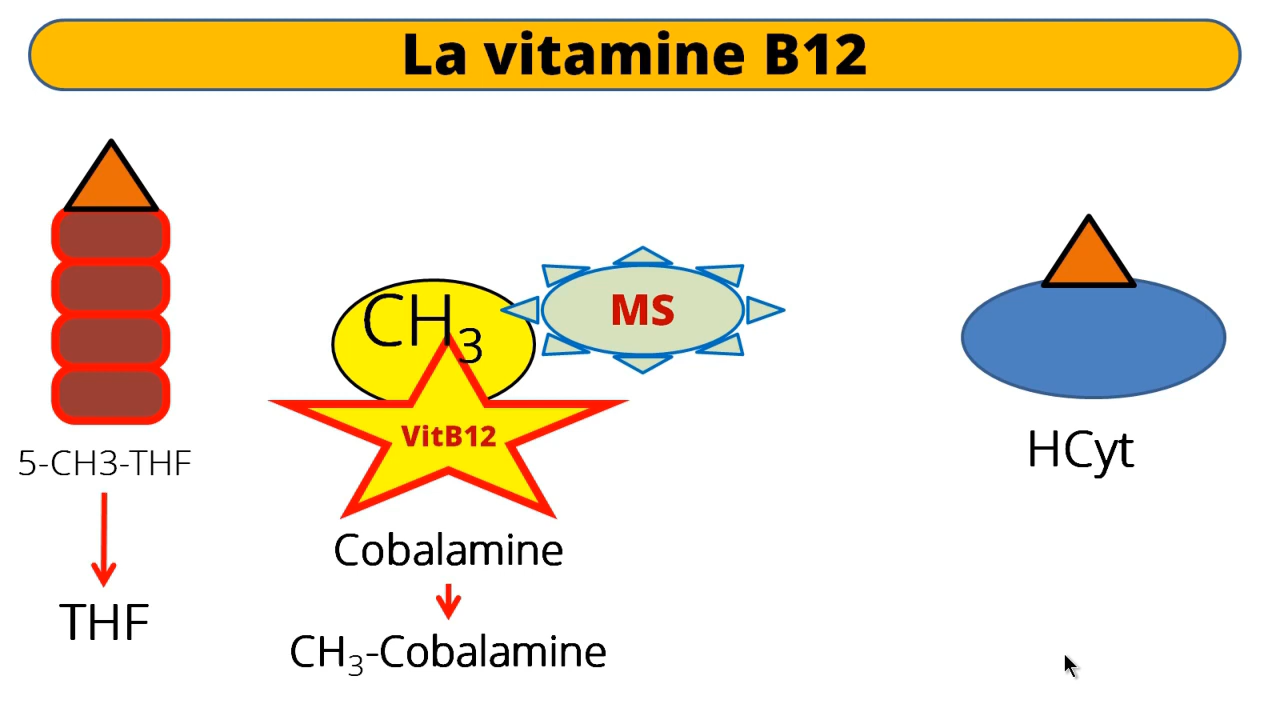 La vitamine B12
CH₃
MS
VitB12
HCyt
5-CH3-THF
Cobalamine
THF
CH₃-Cobalamine